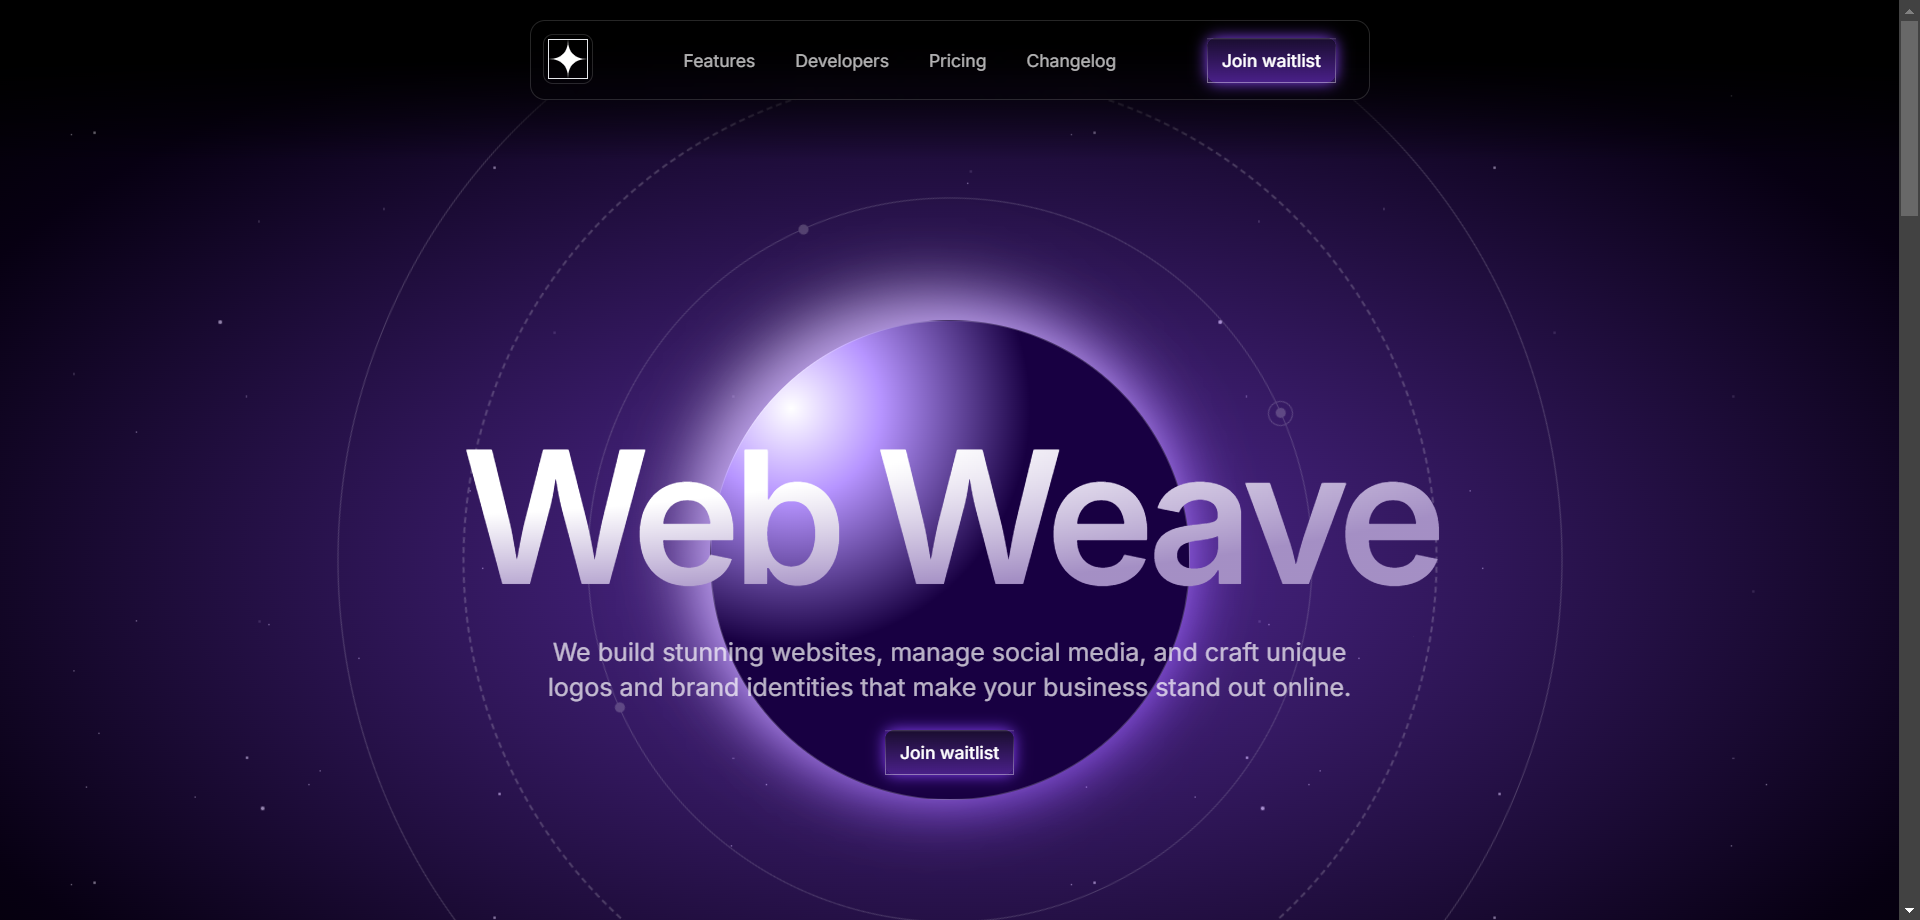 Features Developers Pricing Changelog Join waitlist
Web Weave
We build stunning websites, manage social media, and craft unique
logos and brand identities that make your business stand out online.
Join waitlist